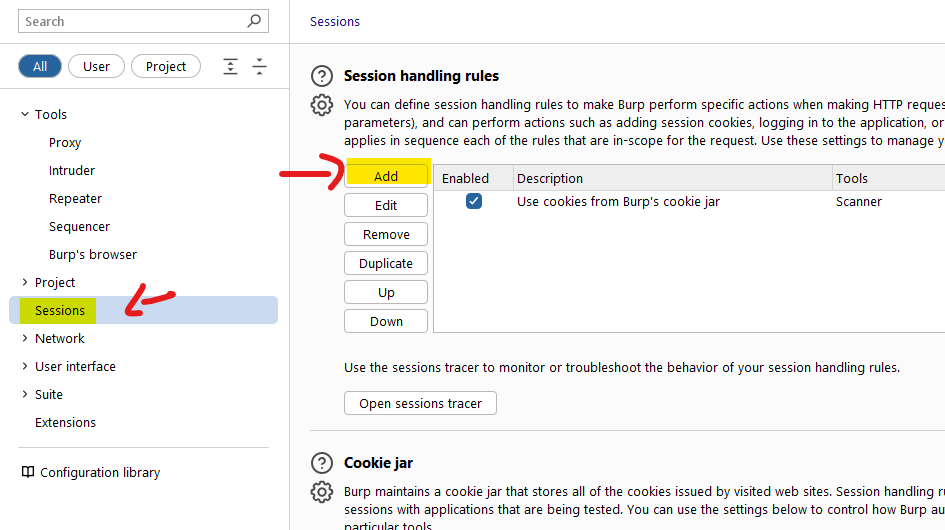 Search
All
User
Project
Tools
Proxy
Intruder
Repeater
Sequencer
Burp's browser
Project
Sessions
Network
User interface
Suite
Extensions
Configuration library
Sessions
Session handling rules
You can define session handling rules to make Burp perform specific actions when making HTTP reques
parameters), and can perform actions such as adding session cookies, logging in to the application, or
applies in sequence each of the rules that are in-scope for the request. Use these settings to manage y
Add
Edit
Remove
Duplicate
Up
Down
Enabled Description Tools
Use cookies from Burp's cookie jar Scanner
Use the sessions tracer to monitor or troubleshoot the behavior of your session handling rules.
Open sessions tracer
Cookie jar
Burp maintains a cookie jar that stores all of the cookies issued by visited web sites. Session handling ru
sessions with applications that are being tested. You can use the settings below to control how Burp au
particular tools.